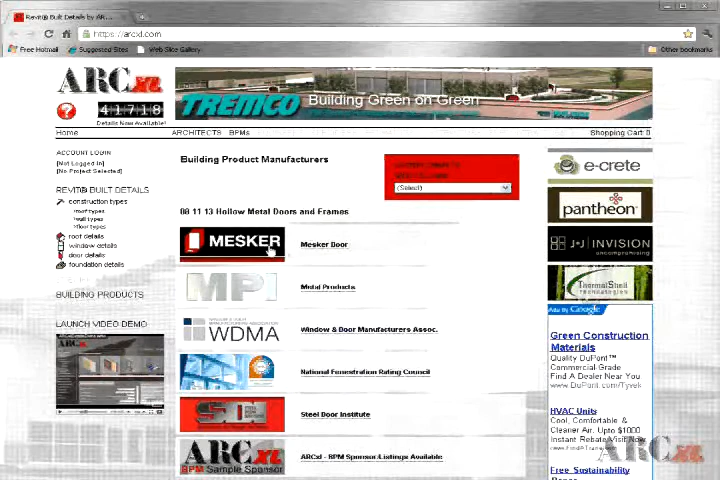 Revit® Built Details by AR...
https://arcxl.com
Free Hotmail
Suggested Sites
Web Slice Gallery
Other bookmarks
ARCXL
TREMCO
Building Green on Green
41718
Details Now Available!
Home
ARCHITECTS
BPMs
Shopping Cart: 0
ACCOUNT LOGIN
[Not Logged In]
[No Project Selected]
REVIT® BUILT DETAILS
construction types
roof types
wall types
floor types
roof details
window details
door details
foundation details
BUILDING PRODUCTS
LAUNCH VIDEO DEMO
Building Product Manufacturers
(Select)
08 11 13 Hollow Metal Doors and Frames
MESKER
Mesker Door
MPI
Metal Products
WDMA
Window & Door Manufacturers Assoc.
National Fenestration Rating Council
SDI
Steel Door Institute
ARCXL
BPM Sample Sponsor
ARCxl - BPM Sponsor Listings Available
e-crete
pantheon
J+J INVISION
uncompromising
ThermalShell
Technologies
Ads by Google
Green Construction
Materials
Quality DuPont™
Commercial-Grade
Find A Dealer Near You
www.DuPont.com/Tyvek
HVAC Units
Cool, Comfortable &
Cleaner Air. Upto $1000
Instant Rebate. Visit Now
ARCXL
Free Sustainability